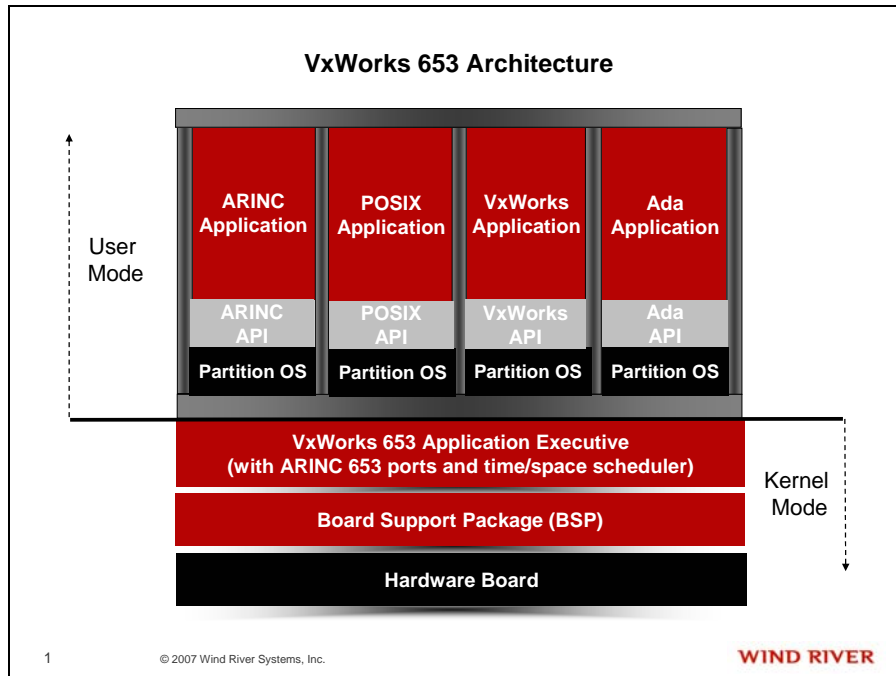 VxWorks 653 Architecture
User
Mode
ARINC
Application
POSIX
Application
VxWorks
Application
Ada
Application
ARINC
API
POSIX
API
VxWorks
API
Ada
API
Partition OS
Partition OS
Partition OS
Partition OS
VxWorks 653 Application Executive
(with ARINC 653 ports and time/space scheduler)
Kernel
Mode
Board Support Package (BSP)
Hardware Board
1
© 2007 Wind River Systems, Inc.
WIND RIVER